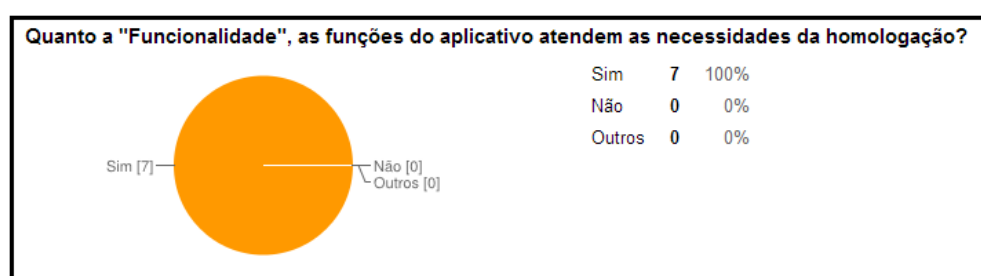 Quanto a "Funcionalidade", as funções do aplicativo atendem as necessidades da homologação?
Sim 7 100%
Não 0 0%
Outros 0 0%
Sim [7]
Não [0]
Outros [0]